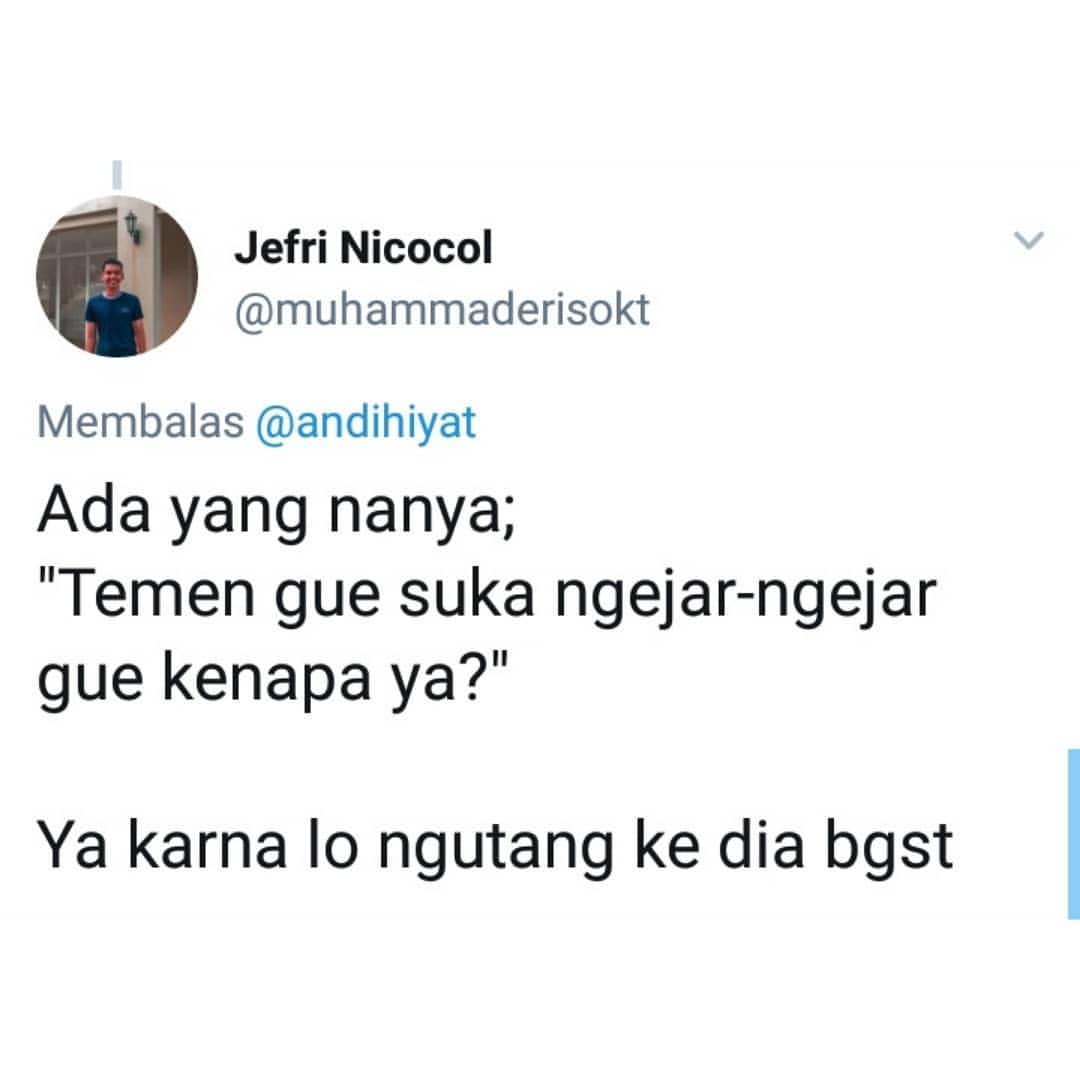 Jefri Nicocol
@muhammaderisokt
Membalas @andihiyat
Ada yang nanya;
"Temen gue suka ngejar-ngejar
gue kenapa ya?"
Ya karna lo ngutang ke dia bgst